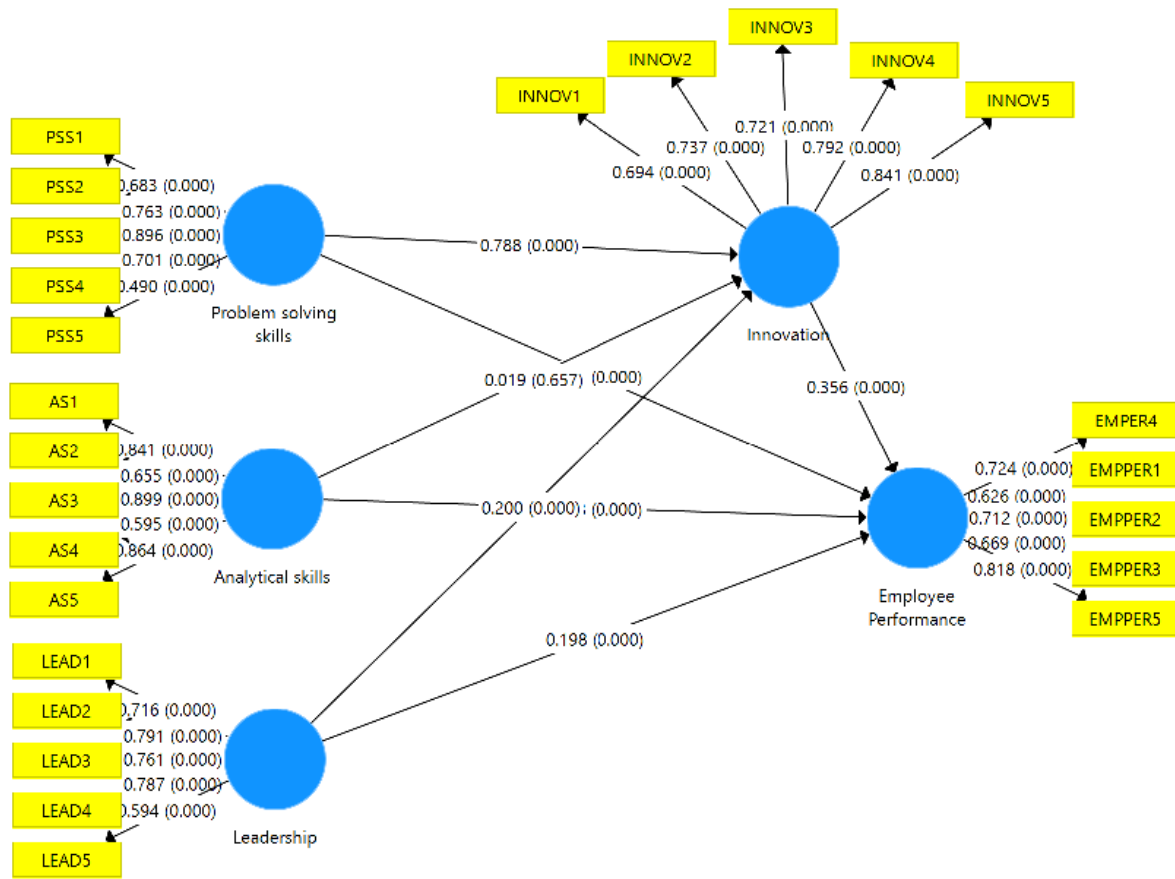 INNOV3
INNOV2
INNOV4
INNOV1
INNOV5
0.721 (0.000)
0.737 (0.000)
0.792 (0.000)
0.694 (0.000)
0.841 (0.000)
PSS1
PSS2
PSS3
PSS4
PSS5
0.683 (0.000)
0.763 (0.000)
0.896 (0.000)
0.701 (0.000)
0.490 (0.000)
Problem solving
skills
0.788 (0.000)
Innovation
0.019 (0.657)
(0.000)
0.356 (0.000)
AS1
AS2
AS3
AS4
AS5
0.841 (0.000)
0.655 (0.000)
0.899 (0.000)
0.595 (0.000)
0.864 (0.000)
Analytical skills
0.200 (0.000)
(0.000)
EMPER4
EMPPER1
EMPPER2
EMPPER3
EMPPER5
0.724 (0.000)
0.626 (0.000)
0.712 (0.000)
0.669 (0.000)
0.818 (0.000)
Employee
Performance
0.198 (0.000)
LEAD1
LEAD2
LEAD3
LEAD4
LEAD5
0.716 (0.000)
0.791 (0.000)
0.761 (0.000)
0.787 (0.000)
0.594 (0.000)
Leadership